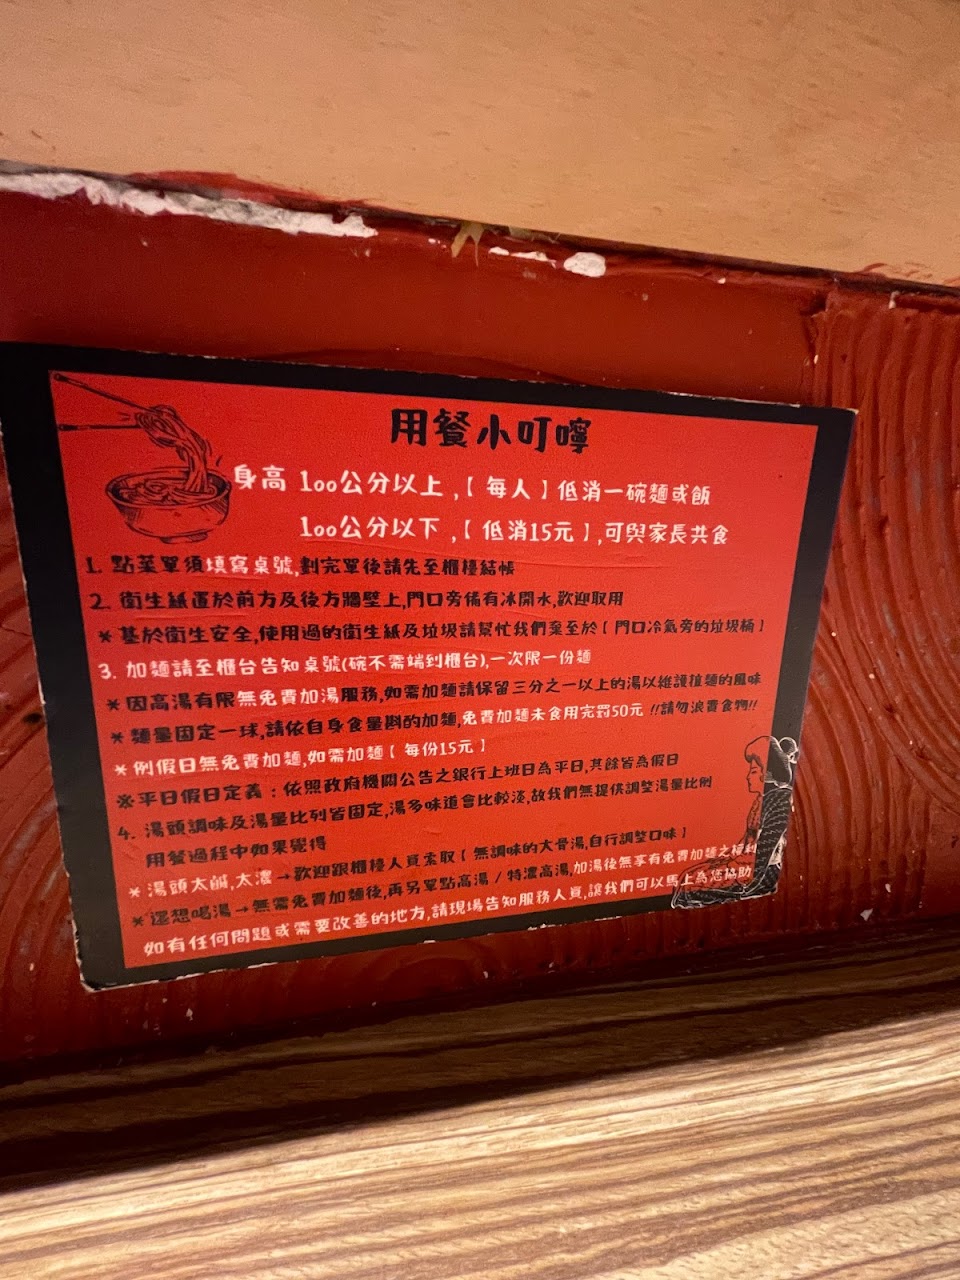 用餐小叮嚀
身高 100公分以上,【每人】低消一碗麵或飯
100公分以下,【低消15元】,可與家長共食
1. 點菜單須填寫桌號,劃完單後請先至櫃檯結帳
2. 衛生紙置於前方及後方牆壁上,門口旁備有冰開水,歡迎取用
*基於衛生安全,使用過的衛生紙及垃圾請幫忙我們棄至於【門口冷氣旁的垃圾桶】
3. 加麵請至櫃台告知桌號(碗不需端到櫃台),一次限一份麵
*因高湯有限無免費加湯服務,如需加麵請保留三分之一以上的湯以維護拉麵的風味
*麵量固定一球,請依自身食量斟酌加麵,免費加麵未食用完罰50元 !!請勿浪費食物!!
*例假日無免費加麵,如需加麵【每份15元】
※平日假日定義:依照政府機關公告之銀行上班日為平日,其餘皆為假日
4. 湯頭調味及湯量比列皆固定,湯多味道會比較淡,故我們無提供調整湯量比例
用餐過程中如果覺得
*湯頭太鹹,太濃→歡迎跟櫃檯人員索取【無調味的大骨湯,自行調整口味】
*還想喝湯→無需免費加麵後,再另單點高湯/特濃高湯,加湯後無享有免費加麵之福利
如有任何問題或需要改善的地方,請現場告知服務人員,讓我們可以馬上為您協助